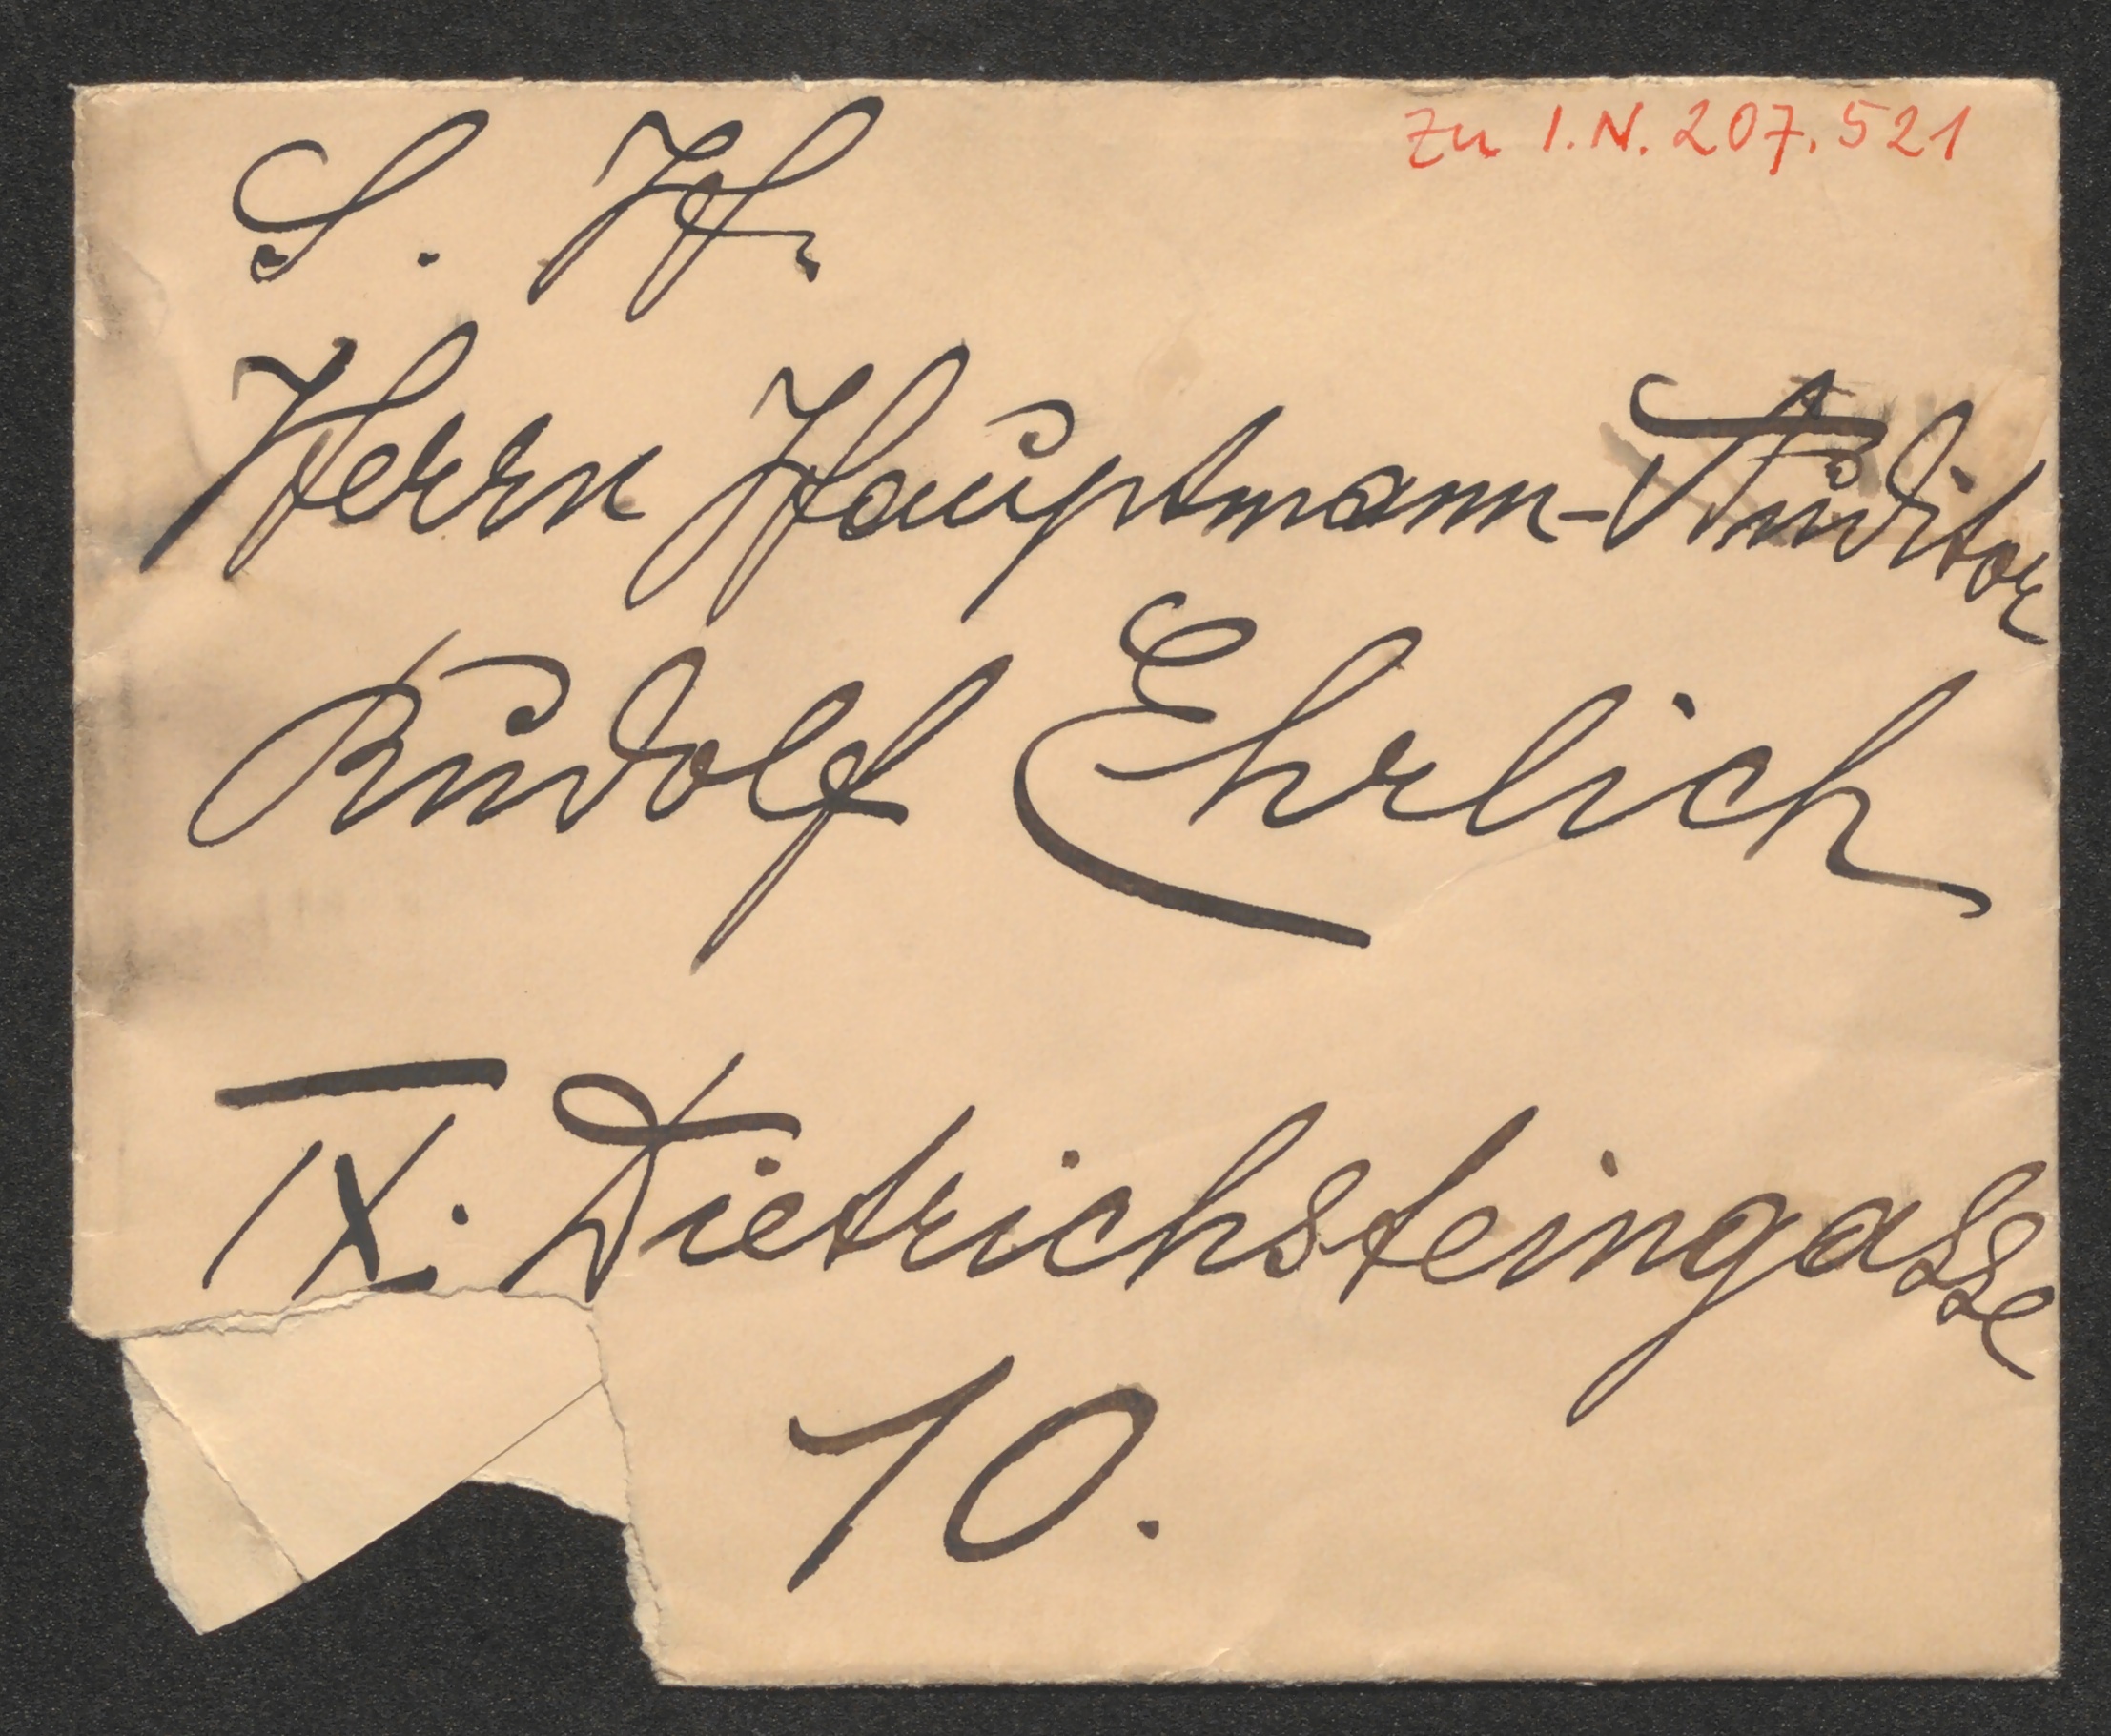 Zu I.N. 207.521
S. H.
Herrn Hauptmann-Auditor
Rudolf Ehrlich
IX. Dietrichsteingasse
10.